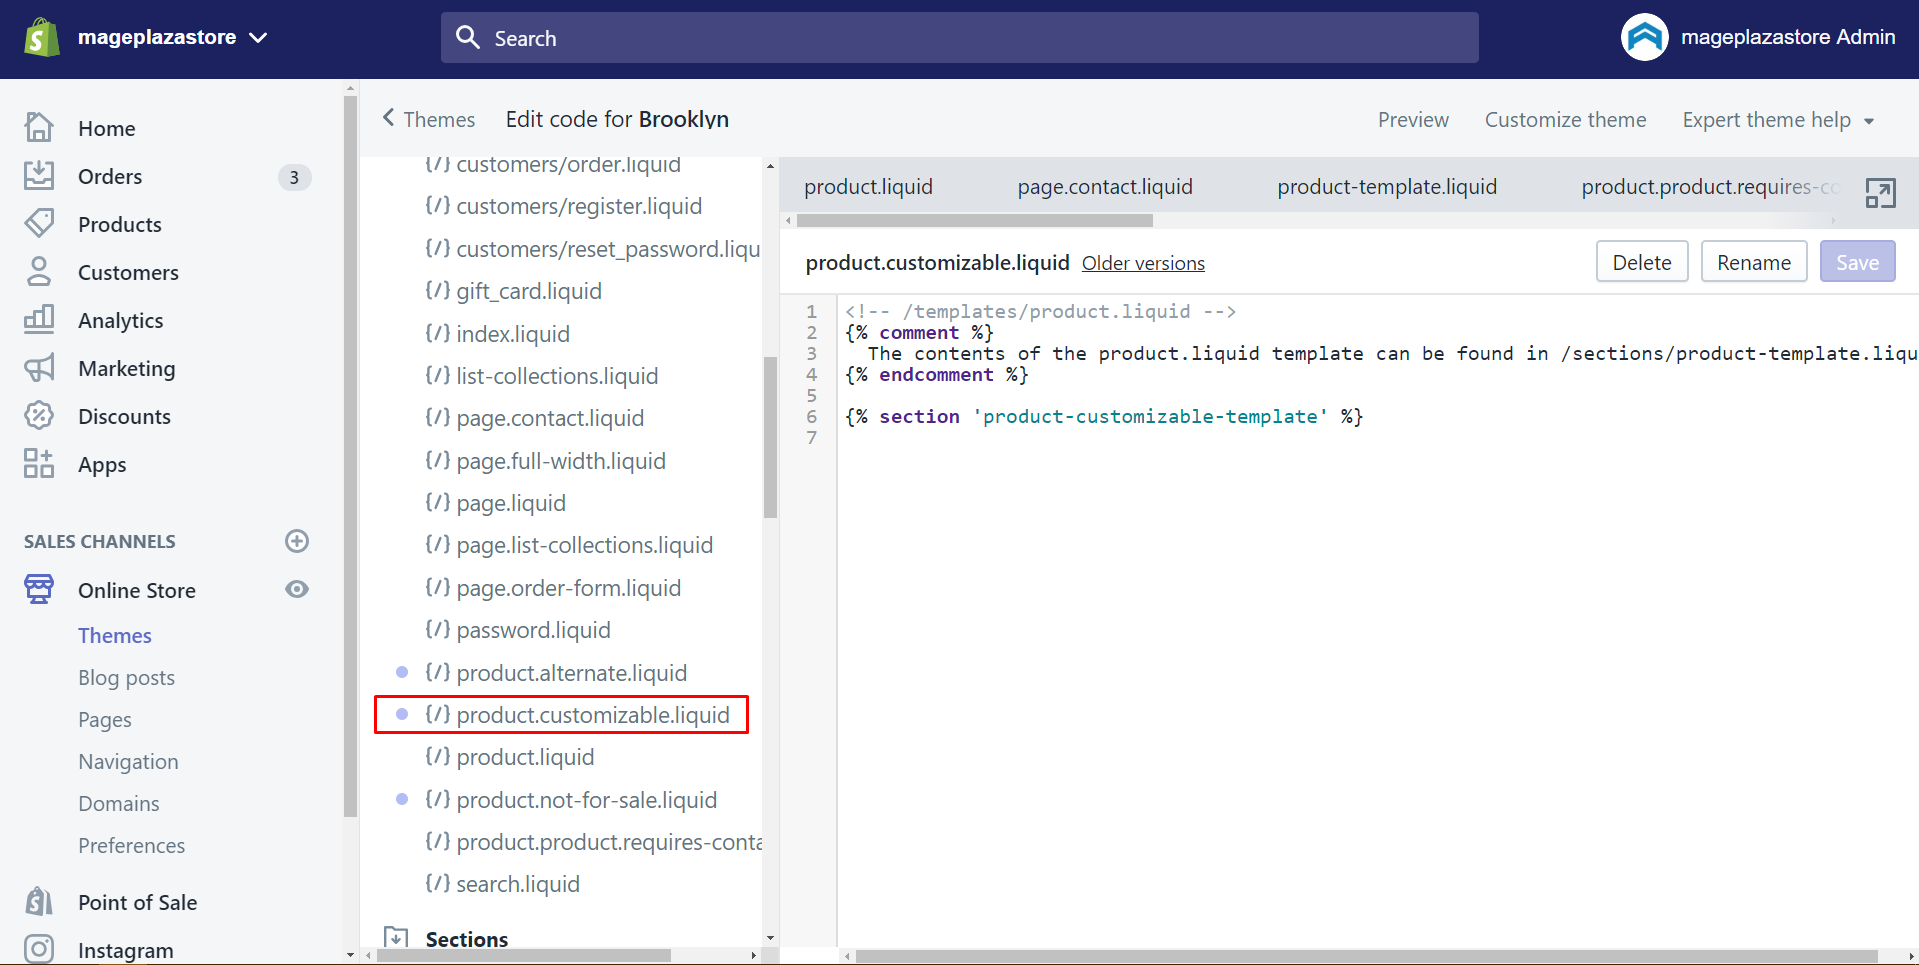 mageplazastore
Search
mageplazastore Admin
Home
Orders
3
Products
Customers
Analytics
Marketing
Discounts
Apps
SALES CHANNELS
Online Store
Themes
Blog posts
Pages
Navigation
Domains
Preferences
Point of Sale
Instagram
Themes
Edit code for Brooklyn
Preview
Customize theme
Expert theme help
{/} customers/order.liquid
{/} customers/register.liquid
{/} customers/reset_password.liqu
{/} gift_card.liquid
{/} index.liquid
{/} list-collections.liquid
{/} page.contact.liquid
{/} page.full-width.liquid
{/} page.liquid
{/} page.list-collections.liquid
{/} page.order-form.liquid
{/} password.liquid
{/} product.alternate.liquid
{/} product.customizable.liquid
{/} product.liquid
{/} product.not-for-sale.liquid
{/} product.product.requires-conta
{/} search.liquid
Sections
product.liquid
page.contact.liquid
product-template.liquid
product.product.requires-co
product.customizable.liquid Older versions
Delete
Rename
Save
1 <!-- /templates/product.liquid -->
2 {% comment %}
3 The contents of the product.liquid template can be found in /sections/product-template.liqu
4 {% endcomment %}
5
6 {% section 'product-customizable-template' %}
7